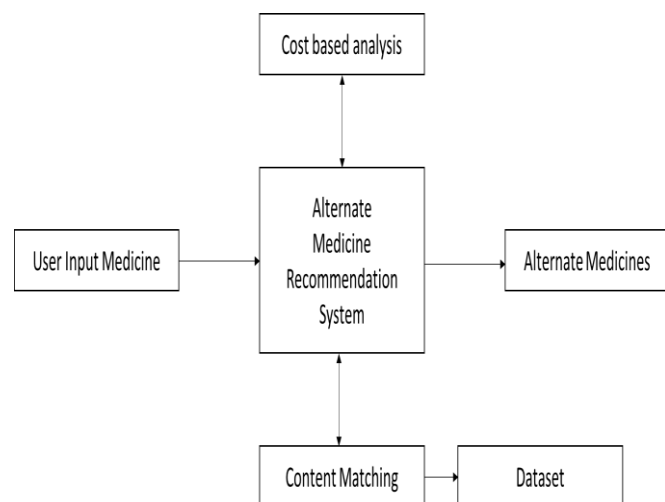 Cost based analysis
User Input Medicine
Alternate
Medicine
Recommendation
System
Alternate Medicines
Content Matching
Dataset